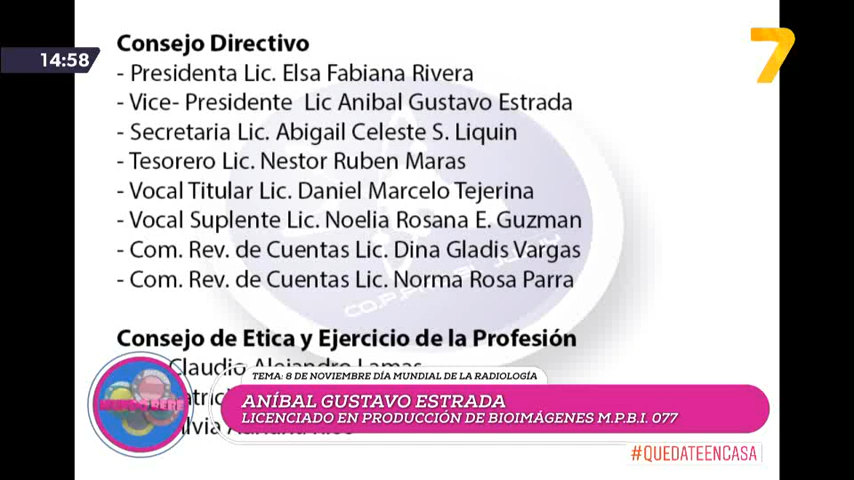 Consejo Directivo
- Presidenta Lic. Elsa Fabiana Rivera
- Vice- Presidente Lic Anibal Gustavo Estrada
- Secretaria Lic. Abigail Celeste S. Liquin
- Tesorero Lic. Nestor Ruben Maras
- Vocal Titular Lic. Daniel Marcelo Tejerina
- Vocal Suplente Lic. Noelia Rosana E. Guzman
- Com. Rev. de Cuentas Lic. Dina Gladis Vargas
- Com. Rev. de Cuentas Lic. Norma Rosa Parra
Consejo de Etica y Ejercicio de la Profesión
Claudio Alejandro Lamas
14:58
7
TEMA: 8 DE NOVIEMBRE DÍA MUNDIAL DE LA RADIOLOGÍA
ANÍBAL GUSTAVO ESTRADA
LICENCIADO EN PRODUCCIÓN DE BIOIMÁGENES M.P.B.I. 077
#QUEDATEENCASA